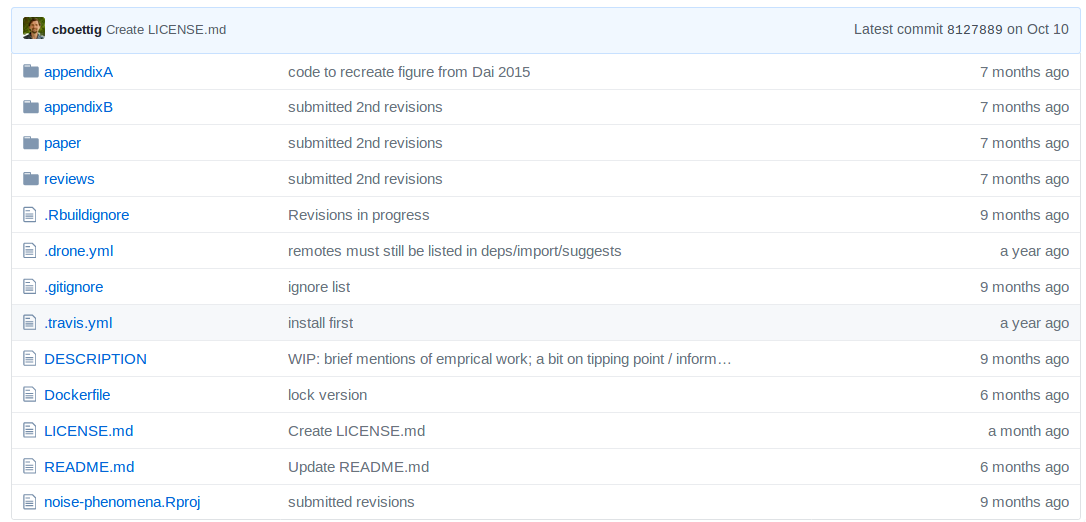 cboettig Create LICENSE.md Latest commit 8127889 on Oct 10
appendixA code to recreate figure from Dai 2015 7 months ago
appendixB submitted 2nd revisions 7 months ago
paper submitted 2nd revisions 7 months ago
reviews submitted 2nd revisions 7 months ago
.Rbuildignore Revisions in progress 9 months ago
.drone.yml remotes must still be listed in deps/import/suggests a year ago
.gitignore ignore list 9 months ago
.travis.yml install first a year ago
DESCRIPTION WIP: brief mentions of emprical work; a bit on tipping point / inform… 9 months ago
Dockerfile lock version 6 months ago
LICENSE.md Create LICENSE.md a month ago
README.md Update README.md 6 months ago
noise-phenomena.Rproj submitted revisions 9 months ago